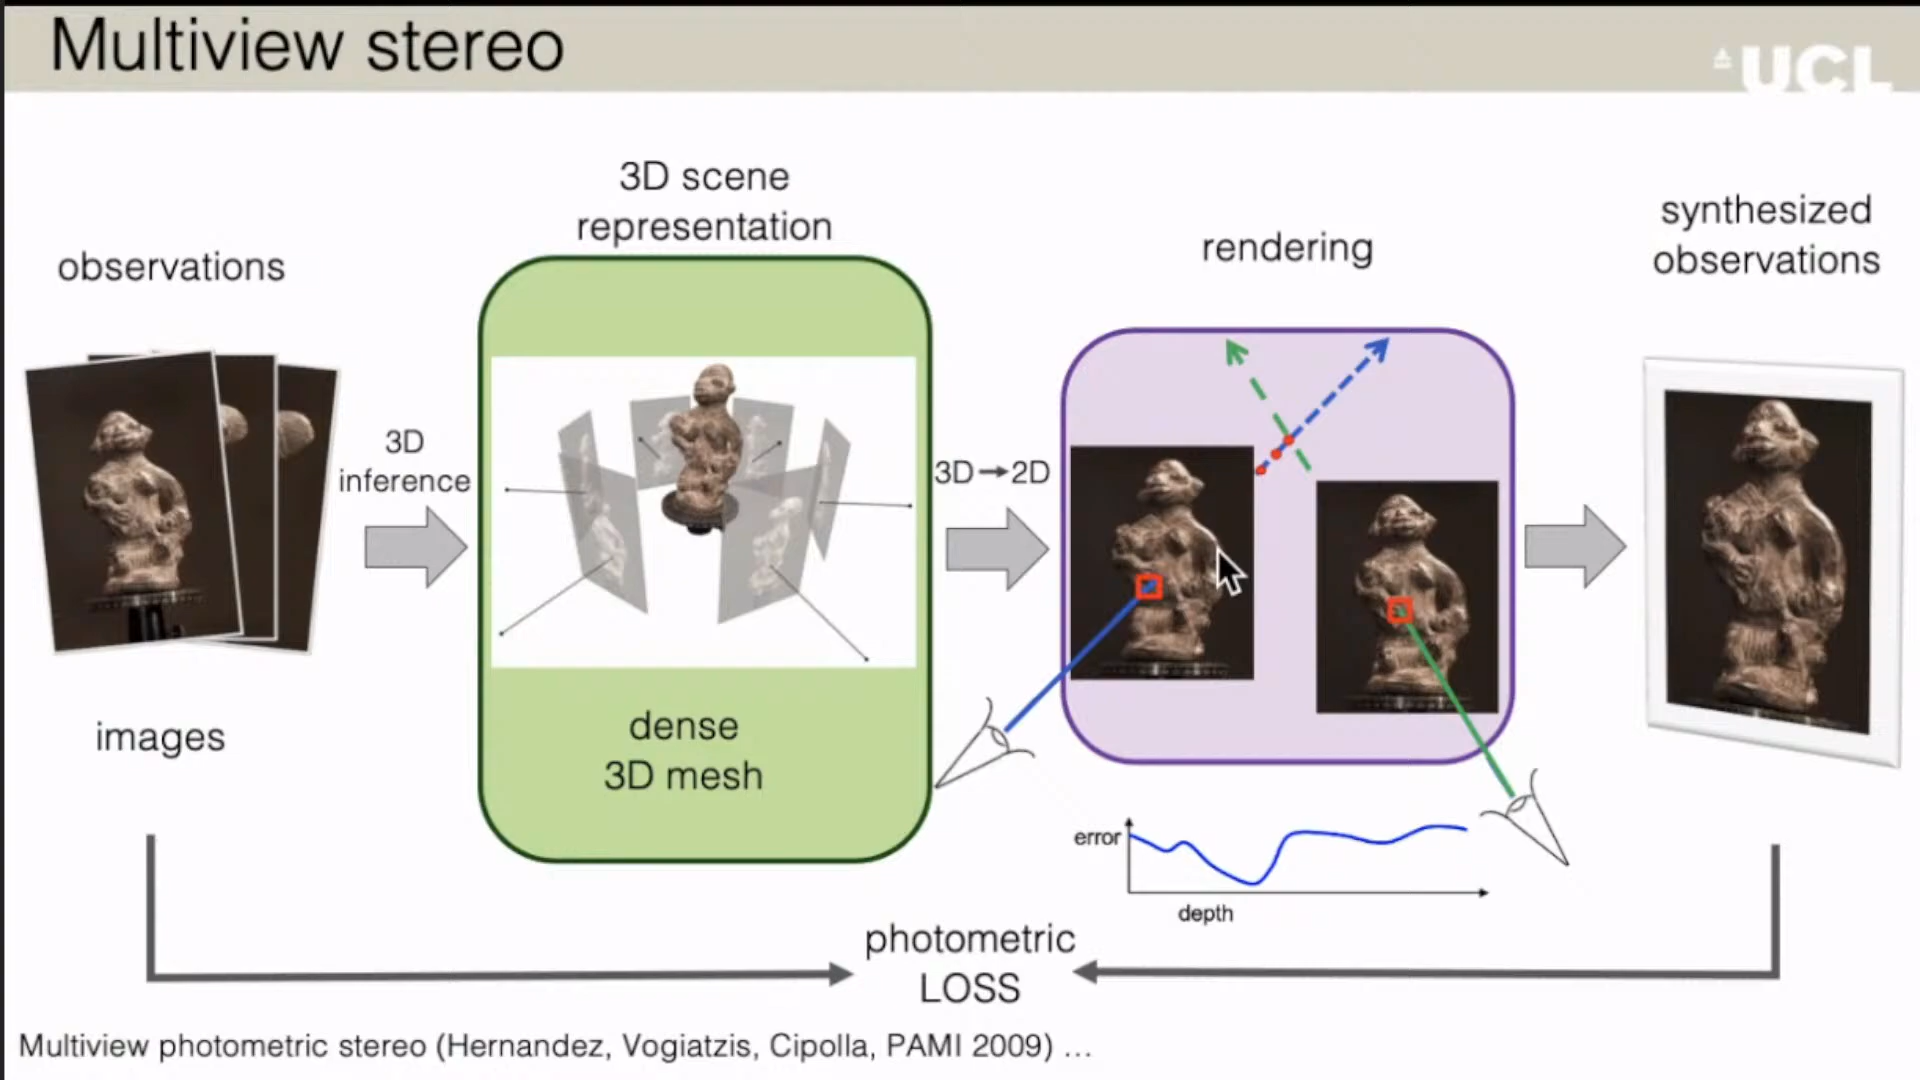 Multiview stereo
UCL
3D scene
representation
observations
rendering
synthesized
observations
3D
inference
3D→2D
images
dense
3D mesh
error
depth
photometric
LOSS
Multiview photometric stereo (Hernandez, Vogiatzis, Cipolla, PAMI 2009) ...